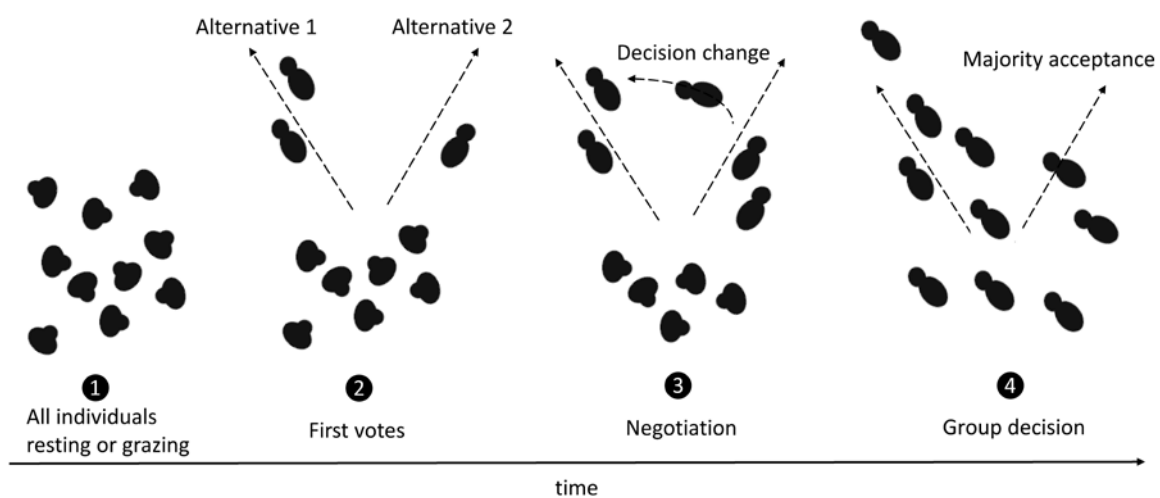 Alternative 1
Alternative 2
Decision change
Majority acceptance
1
All individuals
resting or grazing
2
First votes
3
Negotiation
4
Group decision
time